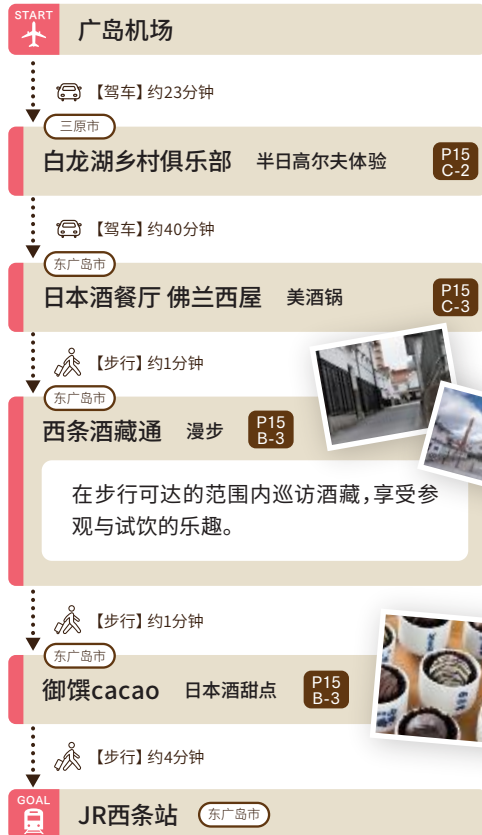 START
广岛机场
【驾车】约23分钟
三原市
白龙湖乡村俱乐部 半日高尔夫体验 P15 C-2
【驾车】约40分钟
东广岛市
日本酒餐厅 佛兰西屋 美酒锅 P15 C-3
【步行】约1分钟
东广岛市
西条酒藏通 漫步 P15 B-3
在步行可达的范围内巡访酒藏，享受参
观与试饮的乐趣。
【步行】约1分钟
东广岛市
御馔cacao 日本酒甜点 P15 B-3
【步行】约4分钟
GOAL
JR西条站 东广岛市